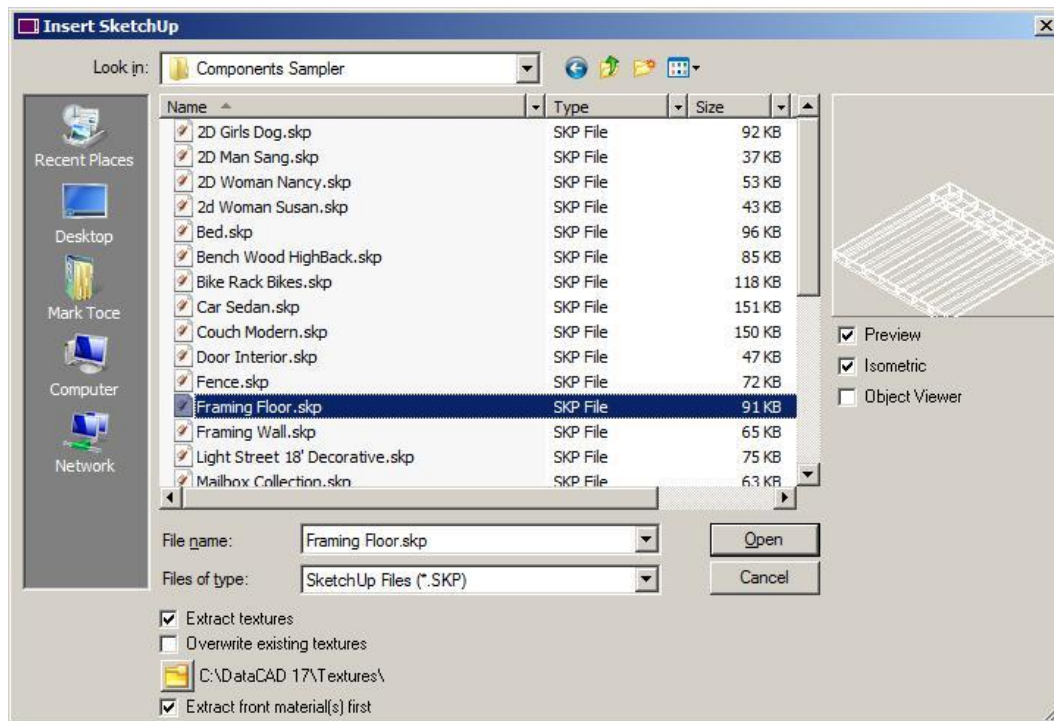 Insert SketchUp
Look in: Components Sampler
Name Type Size
2D Girls Dog.skp SKP File 92 KB
2D Man Sang.skp SKP File 37 KB
2D Woman Nancy.skp SKP File 53 KB
2d Woman Susan.skp SKP File 43 KB
Bed.skp SKP File 96 KB
Bench Wood HighBack.skp SKP File 85 KB
Bike Rack Bikes.skp SKP File 118 KB
Car Sedan.skp SKP File 151 KB
Couch Modern.skp SKP File 150 KB
Door Interior.skp SKP File 47 KB
Fence.skp SKP File 72 KB
Framing Floor.skp SKP File 91 KB
Framing Wall.skp SKP File 65 KB
Light Street 18' Decorative.skp SKP File 75 KB
Mailbox Collection.skp SKP File 63 KB
Recent Places
Desktop
Mark Toce
Computer
Network
Preview
Isometric
Object Viewer
File name: Framing Floor.skp Open
Files of type: SketchUp Files (*.SKP) Cancel
Extract textures
Overwrite existing textures
C:\DataCAD 17\Textures\
Extract front material(s) first